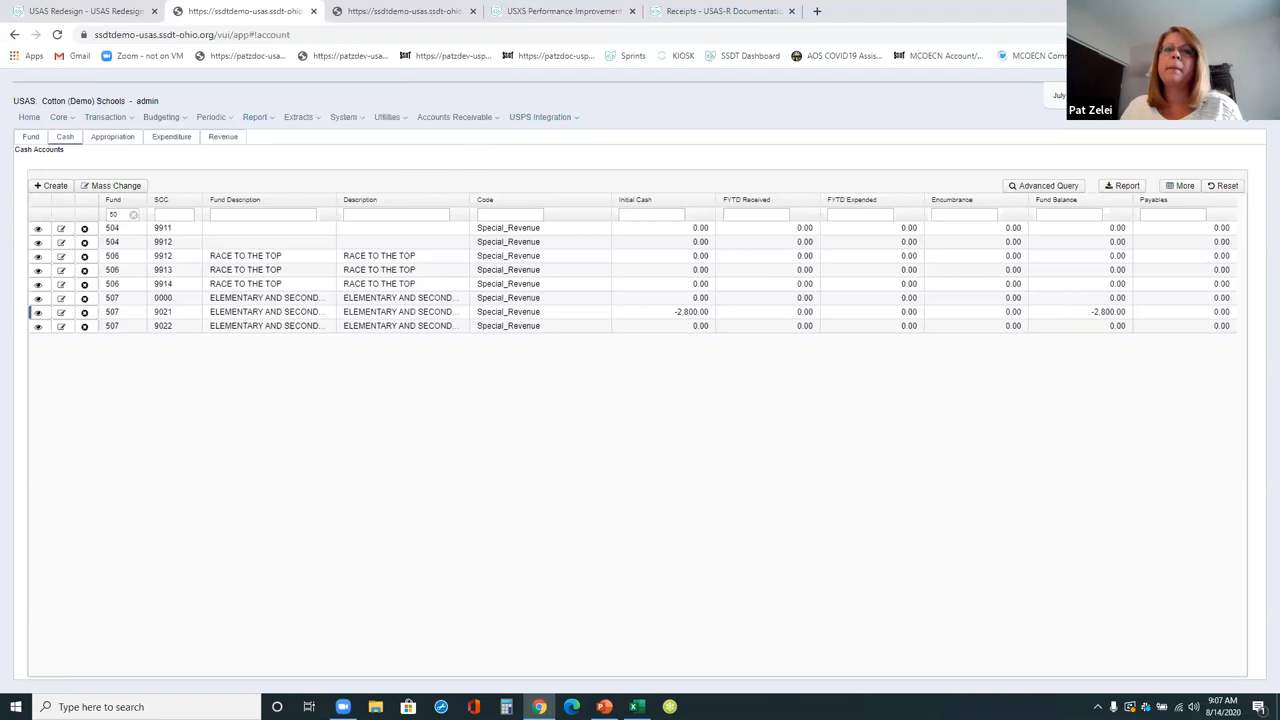 USAS Redesign - USAS Redesign
https://ssdtdemo-usas.ssdt-ohio
https://ssdtdemo-usas.ssdt-ohio
USXS Performance Improvement
Receipts - USAS-R Documentati
ssdtdemo-usas.ssdt-ohio.org/vui/app#!account
Apps
Gmail
Zoom - not on VM
https://patzdoc-usa...
https://patzdoc-usa...
https://patzdoc-usp...
https://patzdoc-usp...
Sprints
KIOSK
SSDT Dashboard
AOS COVID19 Assis...
MCOECN Account/...
MCOECN Comme
USAS: Cotton (Demo) Schools - admin
July
Pat Zelei
Home Core Transaction Budgeting Periodic Report Extracts System Utilities Accounts Receivable USPS Integration
Fund Cash Appropriation Expenditure Revenue
Cash Accounts
Create Mass Change Advanced Query Report More Reset
Fund SCC Fund Description Description Code Initial Cash FYTD Received FYTD Expended Encumbrance Fund Balance Payables
50
504 9911 Special_Revenue 0.00 0.00 0.00 0.00 0.00 0.00
504 9912 Special_Revenue 0.00 0.00 0.00 0.00 0.00 0.00
506 9912 RACE TO THE TOP RACE TO THE TOP Special_Revenue 0.00 0.00 0.00 0.00 0.00 0.00
506 9913 RACE TO THE TOP RACE TO THE TOP Special_Revenue 0.00 0.00 0.00 0.00 0.00 0.00
506 9914 RACE TO THE TOP RACE TO THE TOP Special_Revenue 0.00 0.00 0.00 0.00 0.00 0.00
507 0000 ELEMENTARY AND SECOND... ELEMENTARY AND SECOND... Special_Revenue 0.00 0.00 0.00 0.00 0.00 0.00
507 9021 ELEMENTARY AND SECOND... ELEMENTARY AND SECOND... Special_Revenue -2,800.00 0.00 0.00 0.00 -2,800.00 0.00
507 9022 ELEMENTARY AND SECOND... ELEMENTARY AND SECOND... Special_Revenue 0.00 0.00 0.00 0.00 0.00 0.00
Type here to search
9:07 AM
8/14/2020